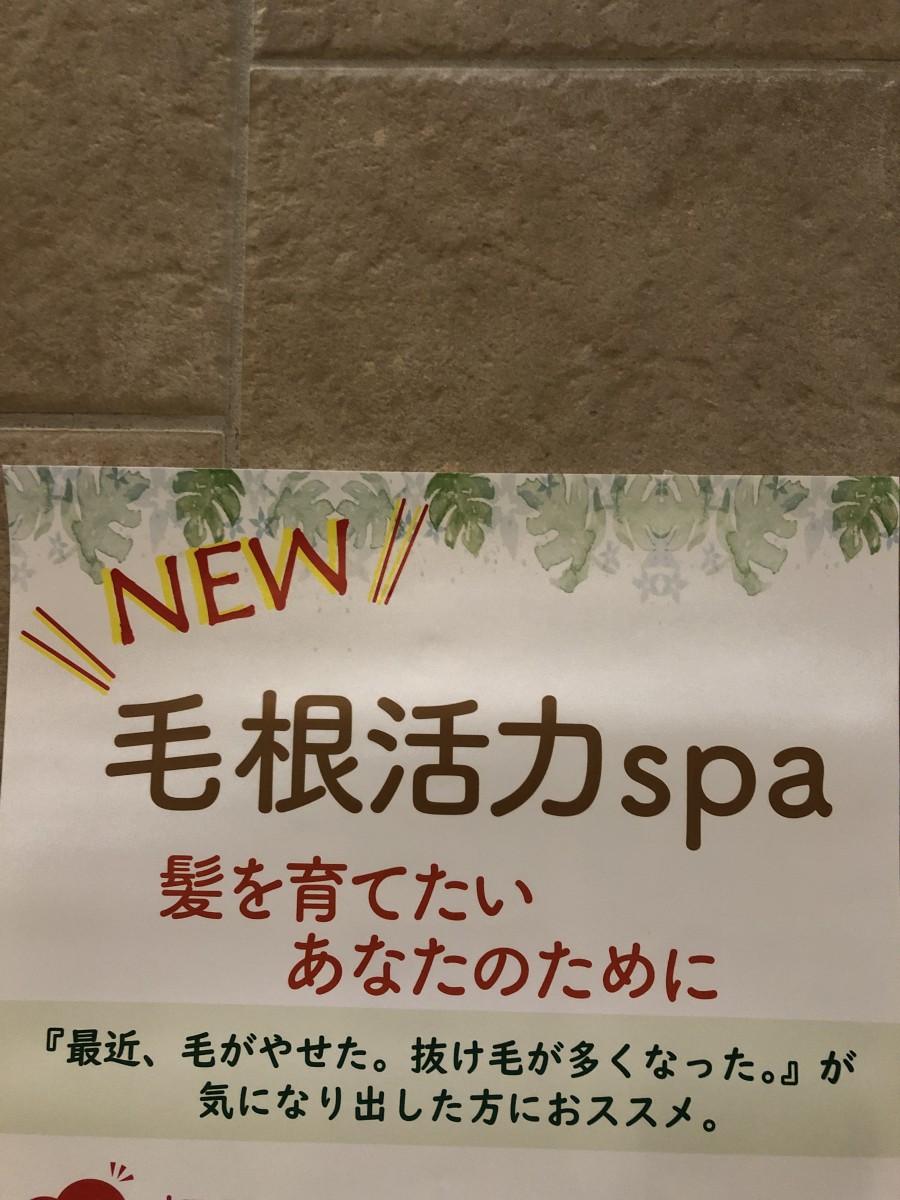 NEW
毛根活力spa
髪を育てたい
あなたのために
『最近、毛がやせた。抜け毛が多くなった。』が
気になり出した方におススメ。